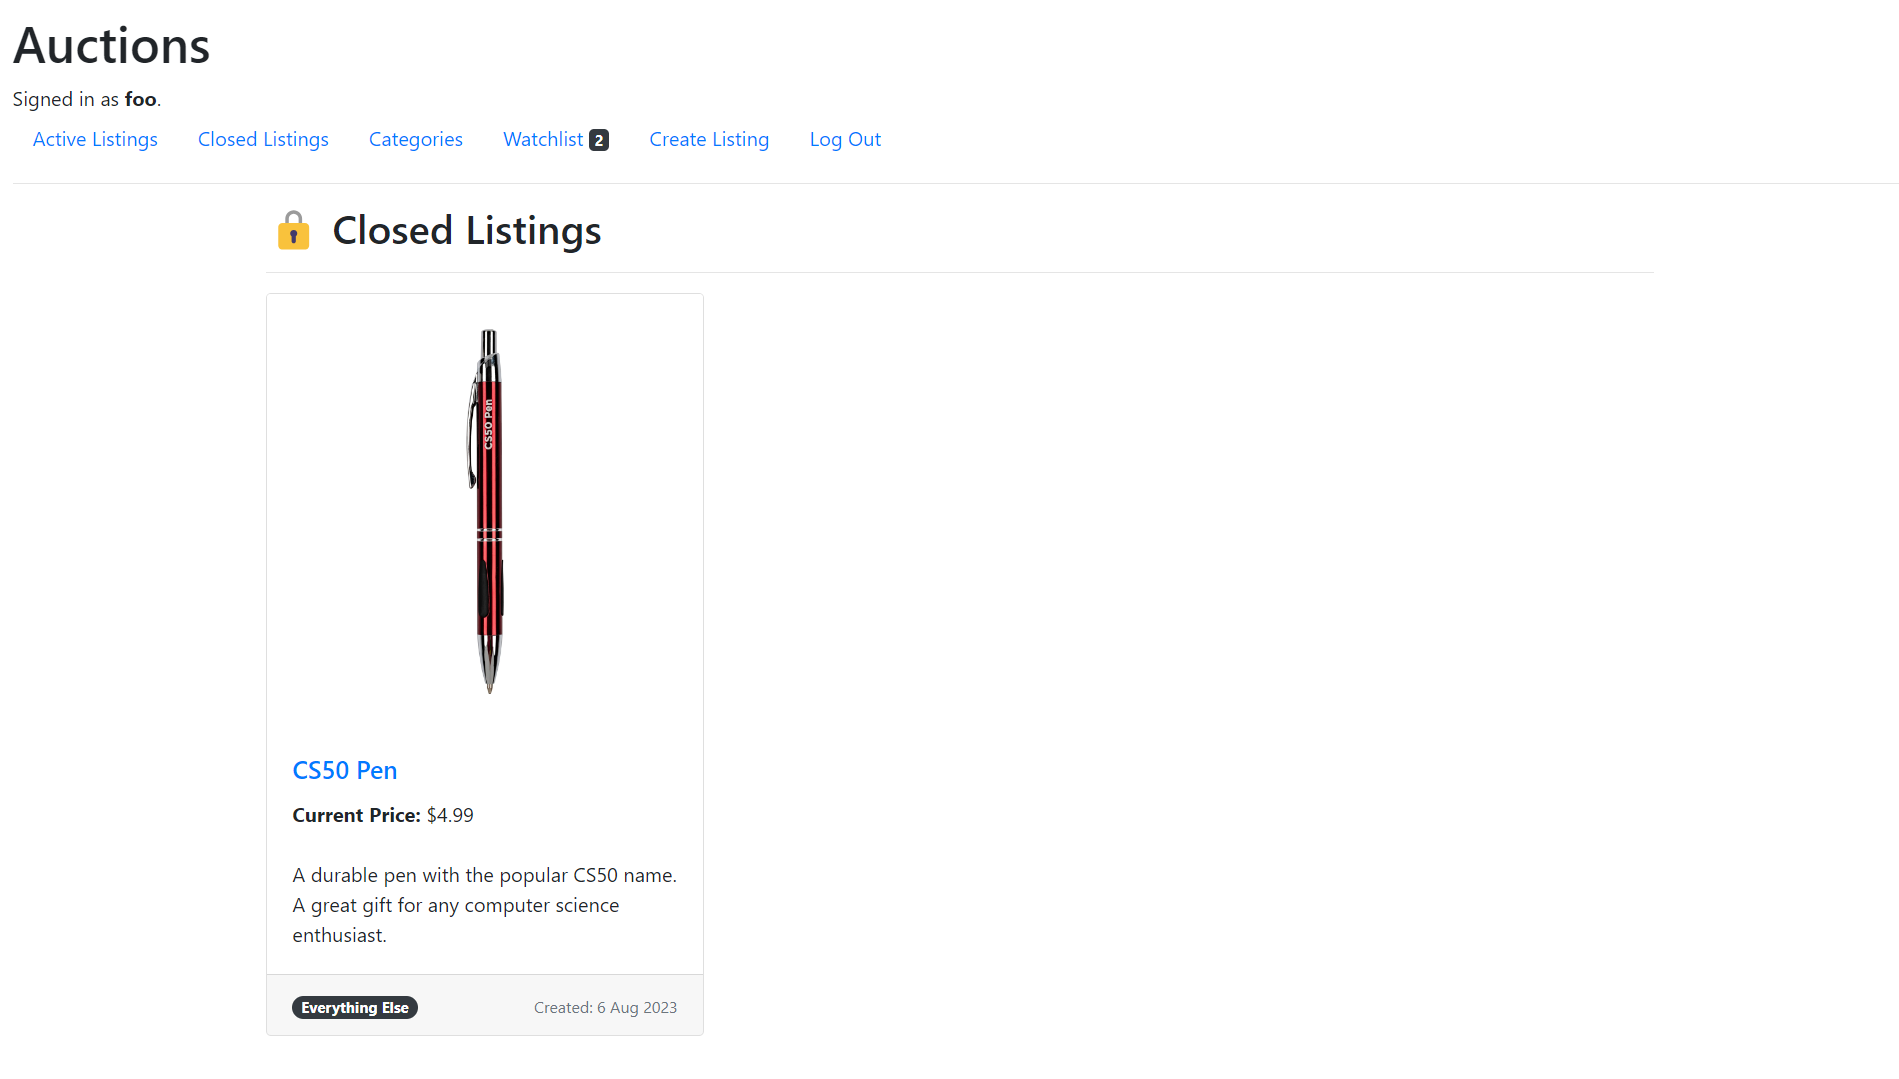 Auctions
Signed in as foo.
Active Listings Closed Listings Categories Watchlist 2 Create Listing Log Out
Closed Listings
CS50 Pen
CS50 Pen
Current Price: $4.99
A durable pen with the popular CS50 name.
A great gift for any computer science
enthusiast.
Everything Else Created: 6 Aug 2023